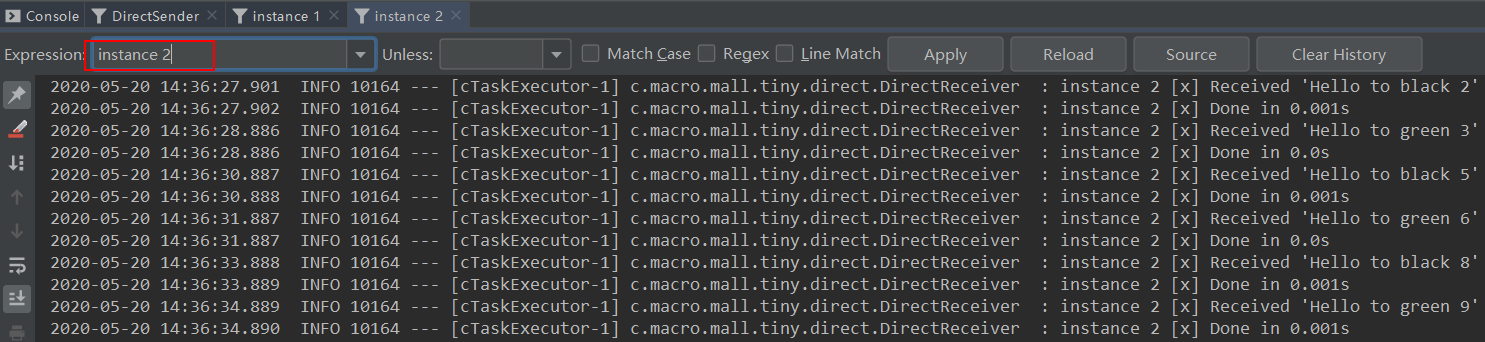 Console DirectSender instance 1 instance 2
Expression: instance 2 Unless: Match Case Regex Line Match Apply Reload Source Clear History
2020-05-20 14:36:27.901  INFO 10164 --- [cTaskExecutor-1] c.macro.mall.tiny.direct.DirectReceiver  : instance 2 [x] Received 'Hello to black 2'
2020-05-20 14:36:27.902  INFO 10164 --- [cTaskExecutor-1] c.macro.mall.tiny.direct.DirectReceiver  : instance 2 [x] Done in 0.001s
2020-05-20 14:36:28.886  INFO 10164 --- [cTaskExecutor-1] c.macro.mall.tiny.direct.DirectReceiver  : instance 2 [x] Received 'Hello to green 3'
2020-05-20 14:36:28.886  INFO 10164 --- [cTaskExecutor-1] c.macro.mall.tiny.direct.DirectReceiver  : instance 2 [x] Done in 0.0s
2020-05-20 14:36:30.887  INFO 10164 --- [cTaskExecutor-1] c.macro.mall.tiny.direct.DirectReceiver  : instance 2 [x] Received 'Hello to black 5'
2020-05-20 14:36:30.888  INFO 10164 --- [cTaskExecutor-1] c.macro.mall.tiny.direct.DirectReceiver  : instance 2 [x] Done in 0.001s
2020-05-20 14:36:31.887  INFO 10164 --- [cTaskExecutor-1] c.macro.mall.tiny.direct.DirectReceiver  : instance 2 [x] Received 'Hello to green 6'
2020-05-20 14:36:31.887  INFO 10164 --- [cTaskExecutor-1] c.macro.mall.tiny.direct.DirectReceiver  : instance 2 [x] Done in 0.0s
2020-05-20 14:36:33.888  INFO 10164 --- [cTaskExecutor-1] c.macro.mall.tiny.direct.DirectReceiver  : instance 2 [x] Received 'Hello to black 8'
2020-05-20 14:36:33.889  INFO 10164 --- [cTaskExecutor-1] c.macro.mall.tiny.direct.DirectReceiver  : instance 2 [x] Done in 0.001s
2020-05-20 14:36:34.889  INFO 10164 --- [cTaskExecutor-1] c.macro.mall.tiny.direct.DirectReceiver  : instance 2 [x] Received 'Hello to green 9'
2020-05-20 14:36:34.890  INFO 10164 --- [cTaskExecutor-1] c.macro.mall.tiny.direct.DirectReceiver  : instance 2 [x] Done in 0.001s